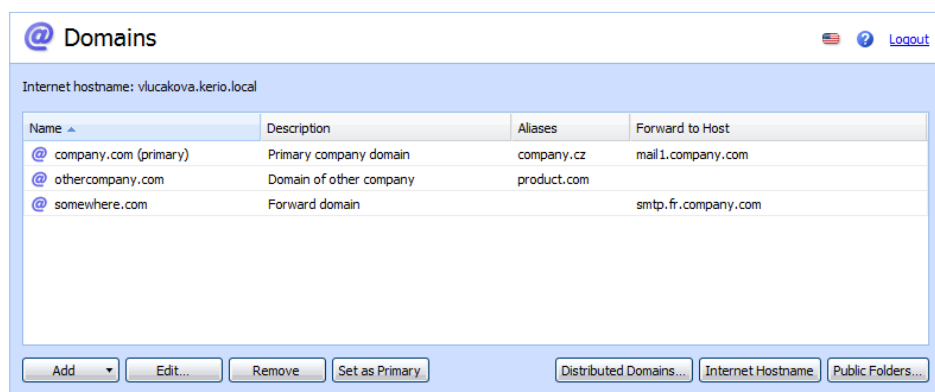 @ Domains Logout
Internet hostname: vlucakova.kerio.local
Name Description Aliases Forward to Host
@ company.com (primary) Primary company domain company.cz mail1.company.com
@ othercompany.com Domain of other company product.com
@ somewhere.com Forward domain smtp.fr.company.com
Add Edit... Remove Set as Primary Distributed Domains... Internet Hostname Public Folders...